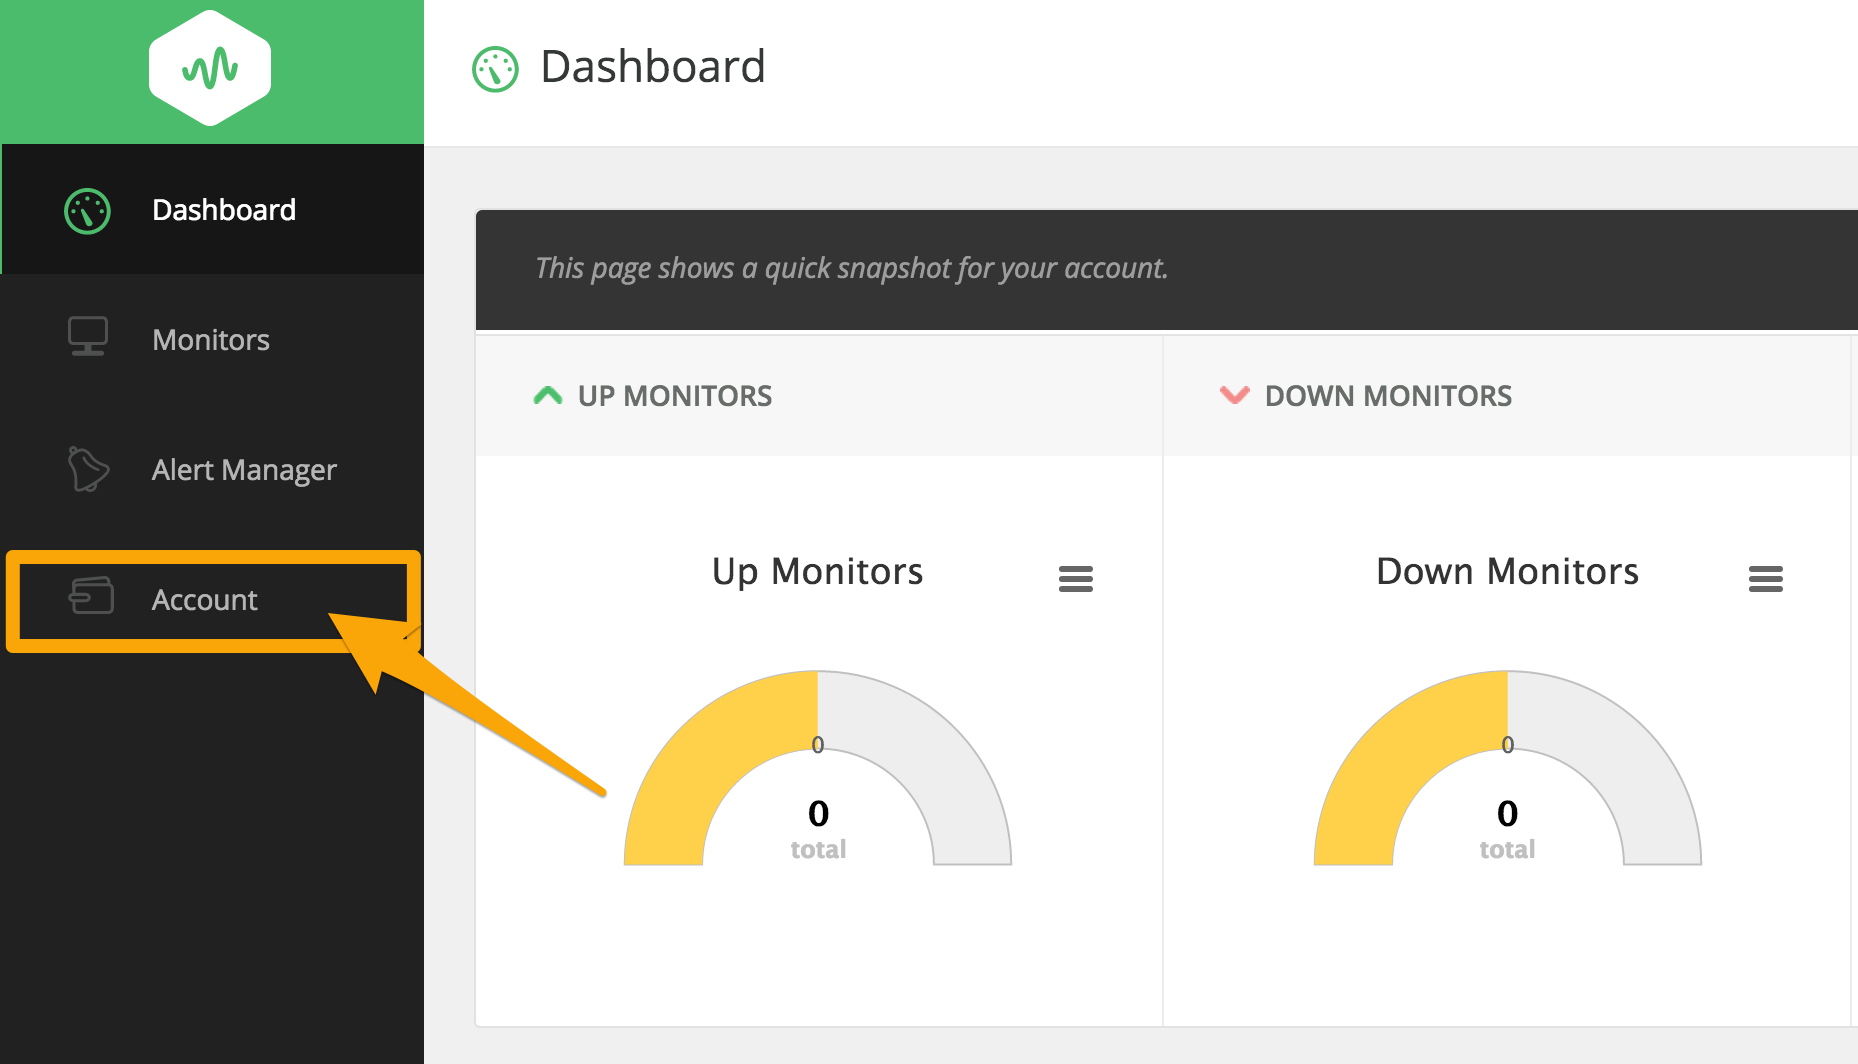 Dashboard
Dashboard
Monitors
Alert Manager
Account
This page shows a quick snapshot for your account.
UP MONITORS
DOWN MONITORS
Up Monitors
0
0
total
Down Monitors
0
0
total